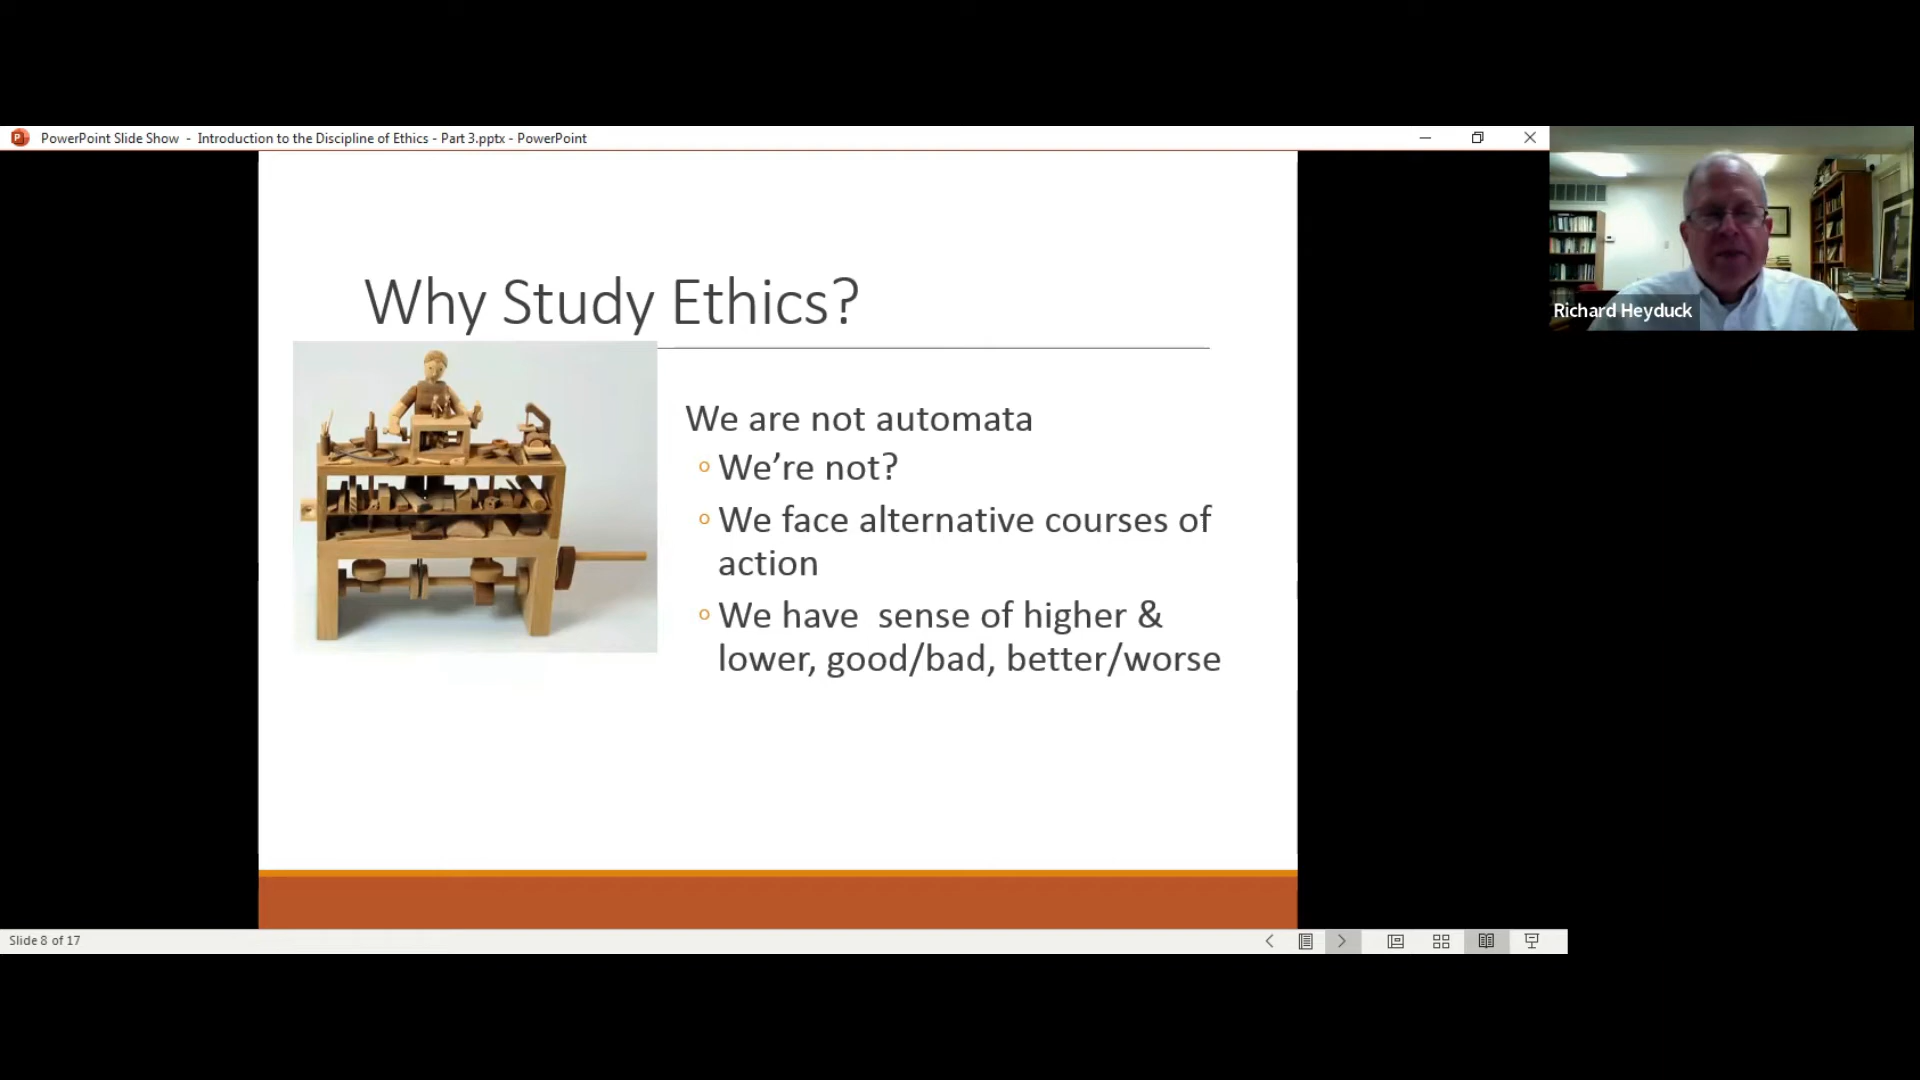 PowerPoint Slide Show - Introduction to the Discipline of Ethics - Part 3.pptx - PowerPoint
Richard Heyduck
Why Study Ethics?
We are not automata
We're not?
We face alternative courses of
action
We have  sense of higher &
lower, good/bad, better/worse
Slide 8 of 17